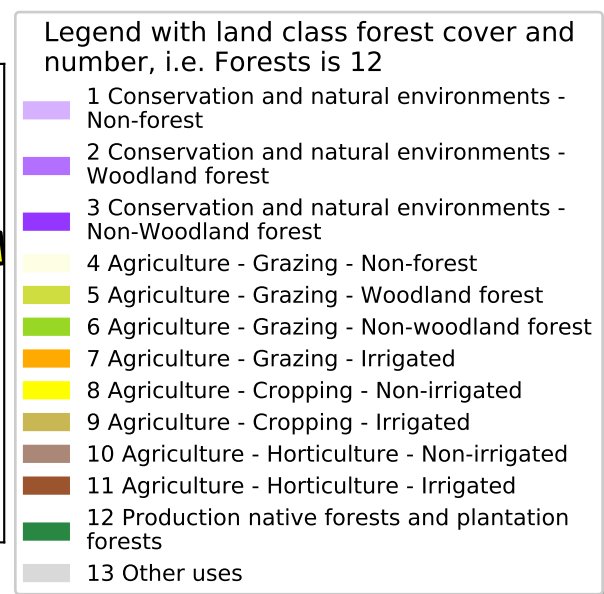 Legend with land class forest cover and
number, i.e. Forests is 12
1 Conservation and natural environments -
Non-forest
2 Conservation and natural environments -
Woodland forest
3 Conservation and natural environments -
Non-Woodland forest
4 Agriculture - Grazing - Non-forest
5 Agriculture - Grazing - Woodland forest
6 Agriculture - Grazing - Non-woodland forest
7 Agriculture - Grazing - Irrigated
8 Agriculture - Cropping - Non-irrigated
9 Agriculture - Cropping - Irrigated
10 Agriculture - Horticulture - Non-irrigated
11 Agriculture - Horticulture - Irrigated
12 Production native forests and plantation
forests
13 Other uses